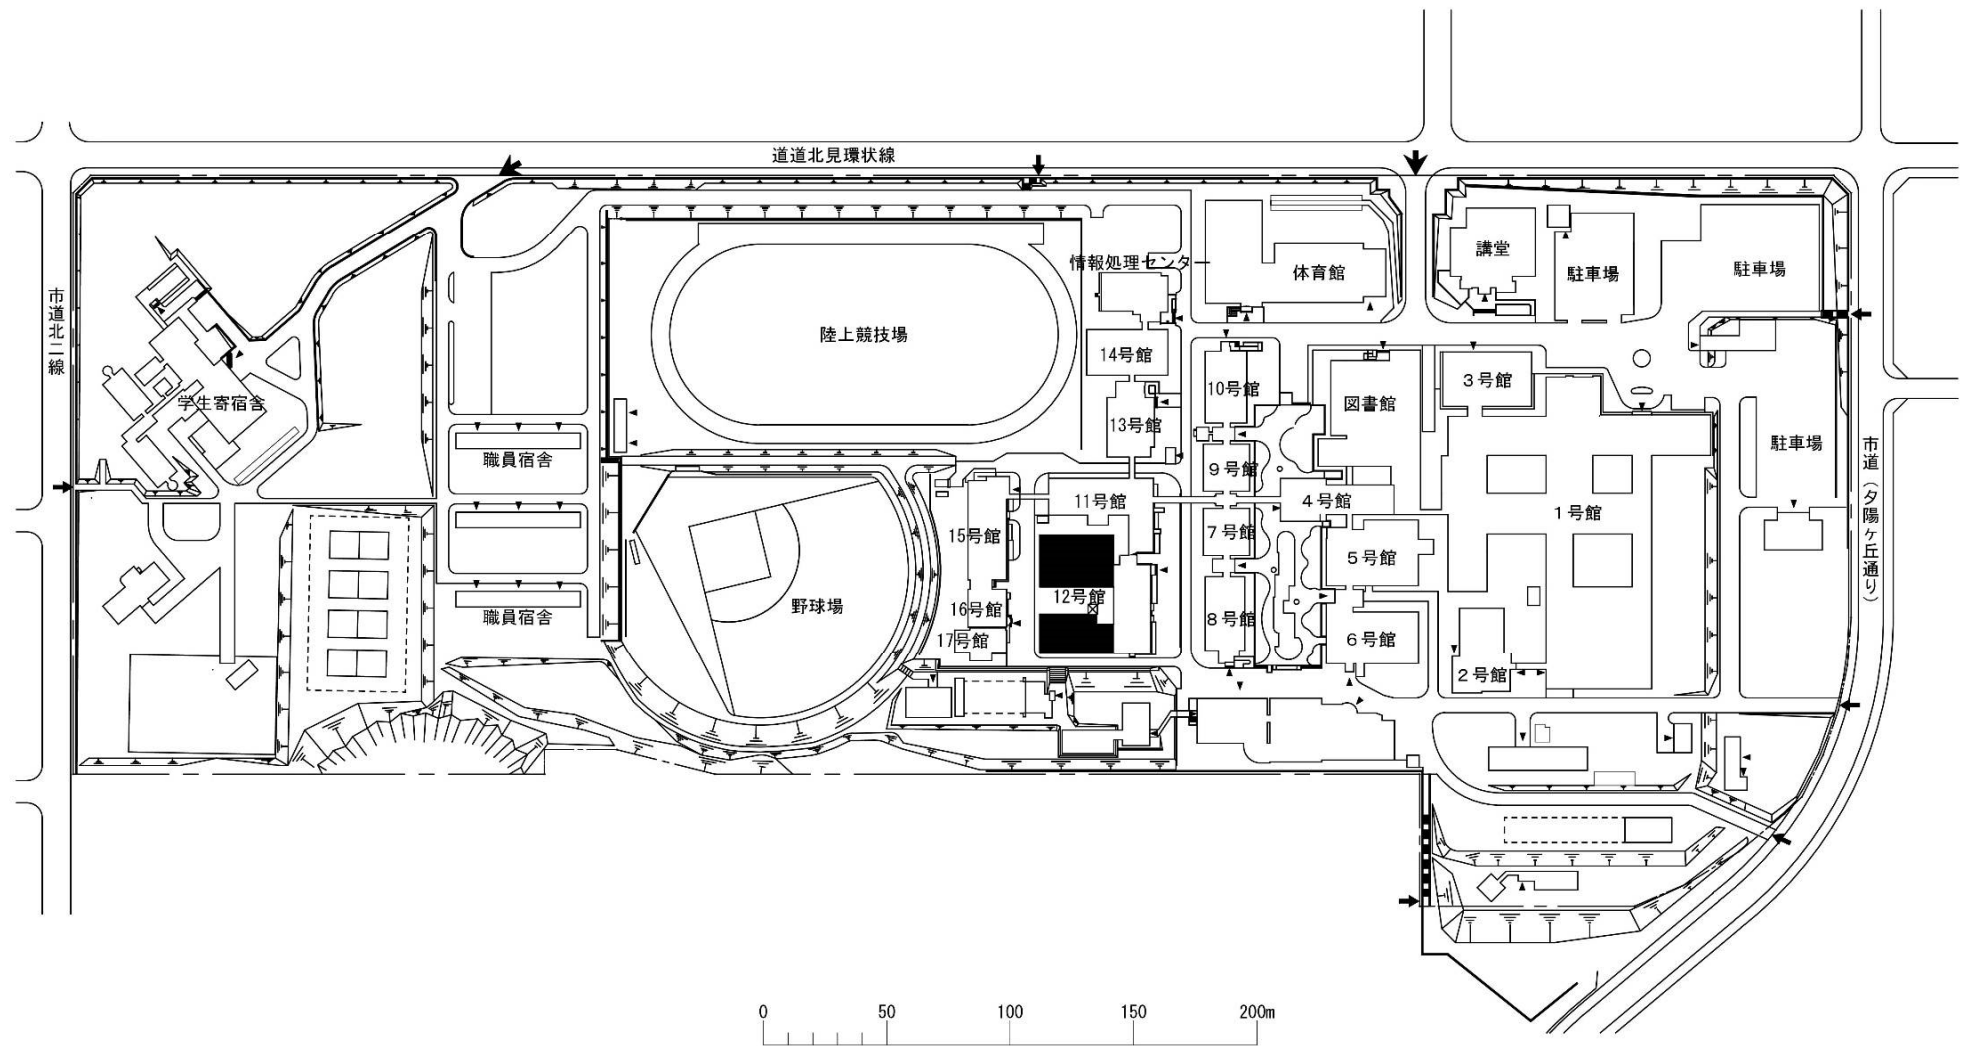 道道北見環状線
市道北二線
学生寄宿舎
職員宿舎
職員宿舎
陸上競技場
野球場
情報処理センター
体育館
講堂
駐車場
駐車場
駐車場
14号館
13号館
10号館
図書館
3号館
9号館
11号館
4号館
1号館
15号館
7号館
5号館
12号館
16号館
8号館
17号館
6号館
2号館
市道(夕陽ヶ丘通り)
0 50 100 150 200m